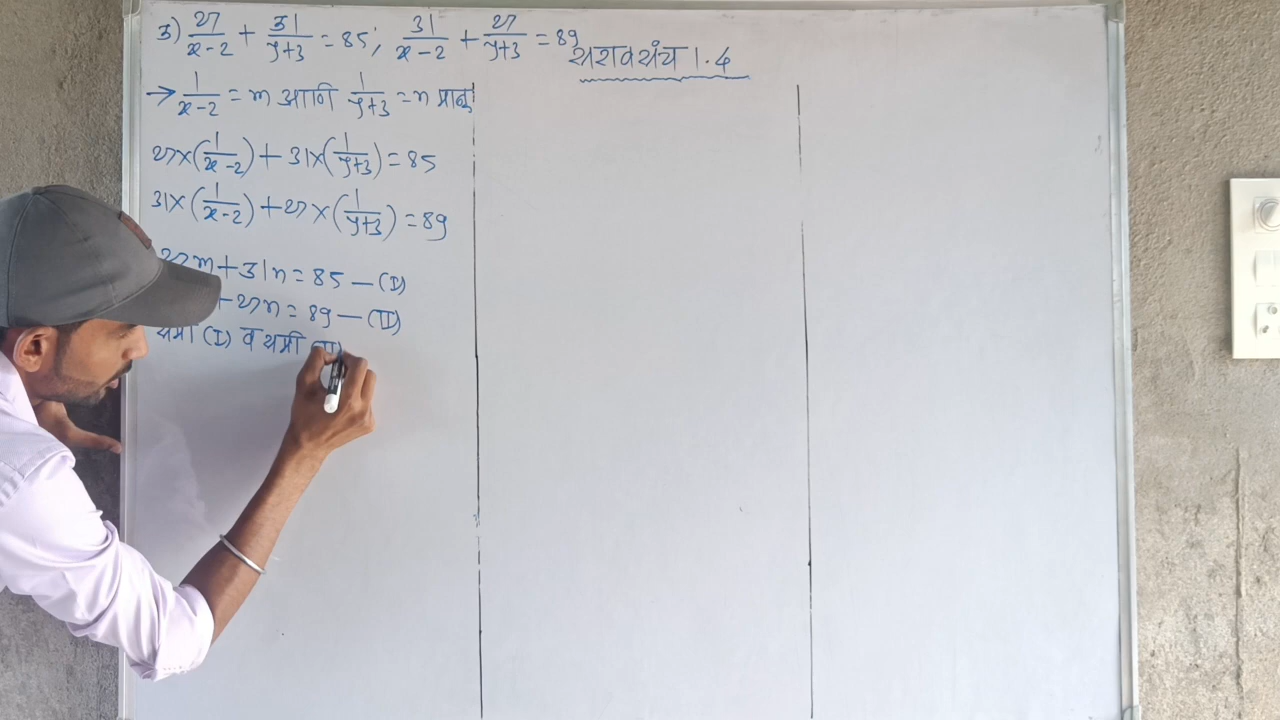 3) 27/x-2 + 31/y+3 = 85; 31/x-2 + 27/y+3 = 89
सरावसंच 1.4
→ 1/x-2 = m आणि 1/y+3 = n मानू
27×(1/x-2) + 31×(1/y+3) = 85
31×(1/x-2) + 27×(1/y+3) = 89
27m + 31n = 85 — (I)
+ 27n = 89 — (II)
समी (I) व समी (II)